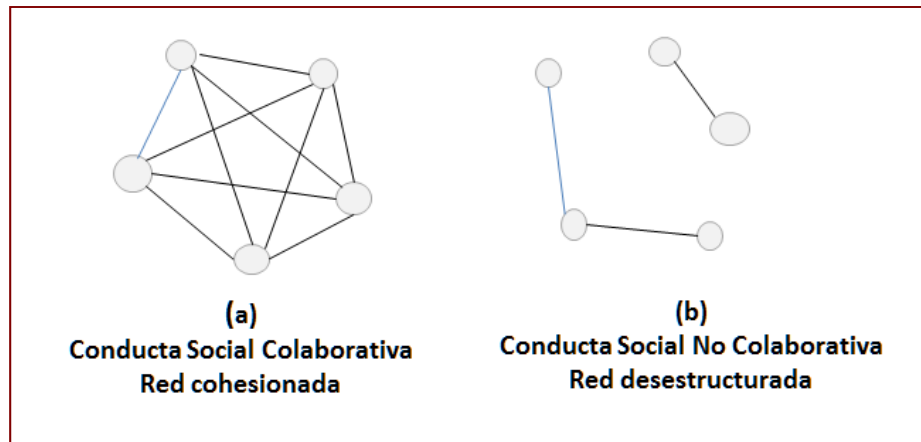 (a)
Conducta Social Colaborativa
Red cohesionada
(b)
Conducta Social No Colaborativa
Red desestructurada